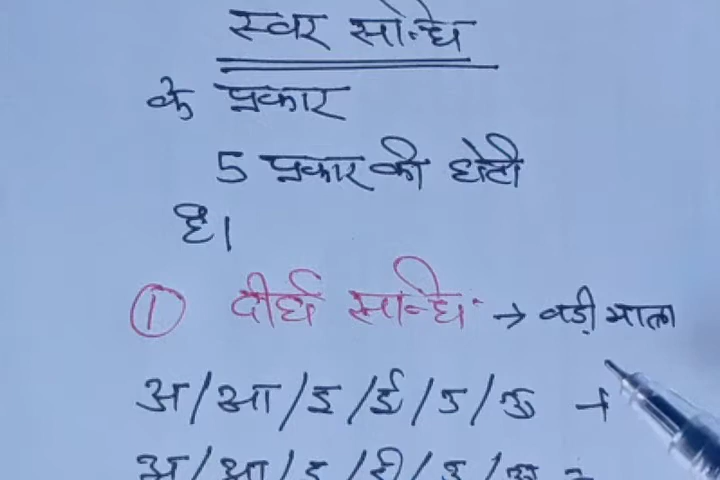 स्वर सन्धि
के प्रकार
5 प्रकार की होती
है।
① दीर्घ सन्धि → बड़ी मात्रा
अ/आ/इ/ई/उ/ऊ +
अ/आ/इ/ई/उ/ऊ =